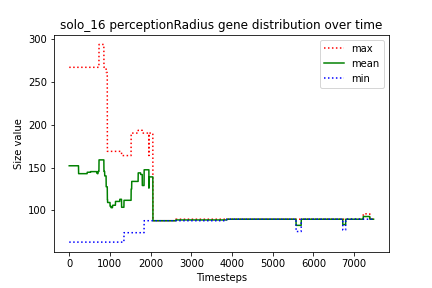 solo_16 perceptionRadius gene distribution over time
300
250
200
150
100
Size value
max
mean
min
0 1000 2000 3000 4000 5000 6000 7000
Timesteps